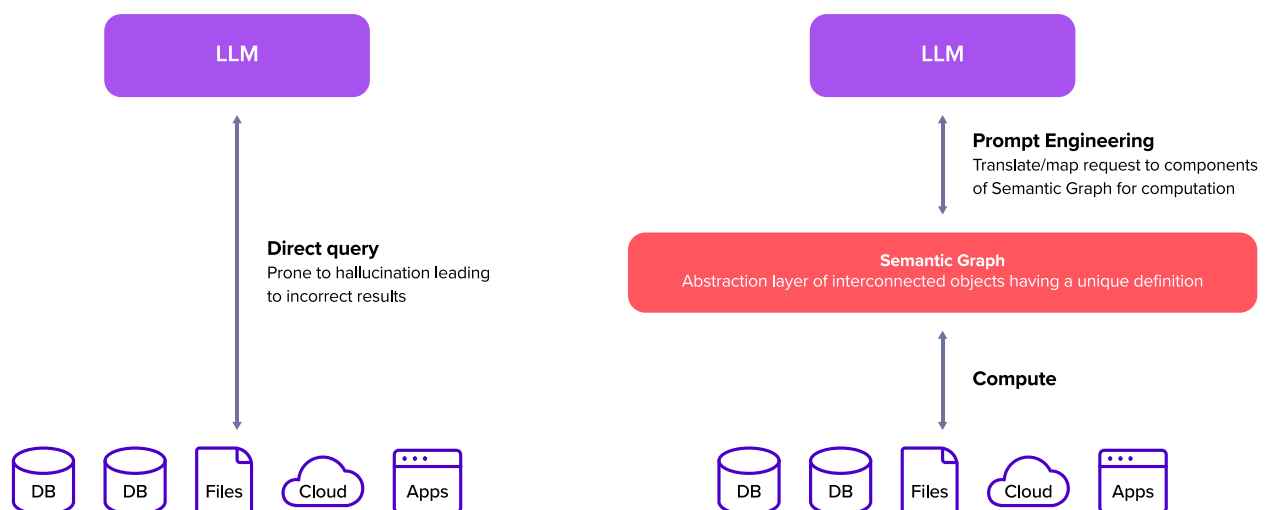 LLM
Direct query
Prone to hallucination leading
to incorrect results
DB
DB
Files
Cloud
Apps
LLM
Prompt Engineering
Translate/map request to components
of Semantic Graph for computation
Semantic Graph
Abstraction layer of interconnected objects having a unique definition
Compute
DB
DB
Files
Cloud
Apps